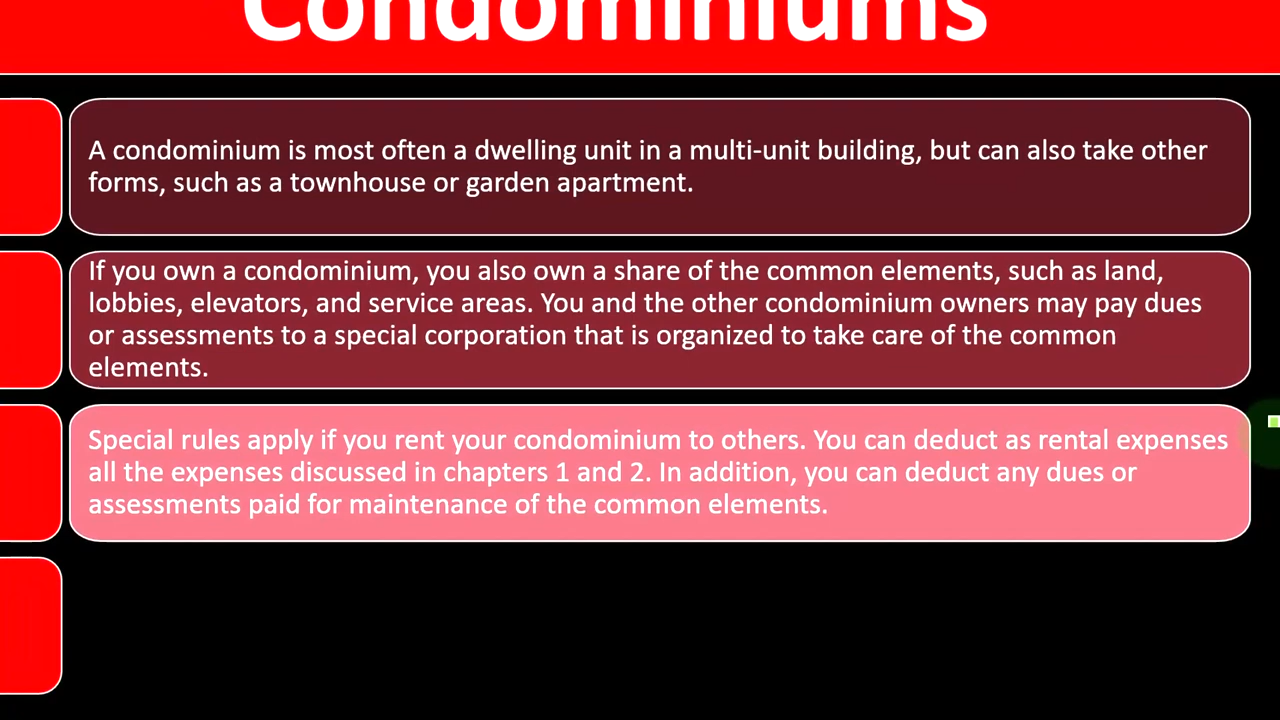 Condominiums
A condominium is most often a dwelling unit in a multi-unit building, but can also take other
forms, such as a townhouse or garden apartment.
If you own a condominium, you also own a share of the common elements, such as land,
lobbies, elevators, and service areas. You and the other condominium owners may pay dues
or assessments to a special corporation that is organized to take care of the common
elements.
Special rules apply if you rent your condominium to others. You can deduct as rental expenses
all the expenses discussed in chapters 1 and 2. In addition, you can deduct any dues or
assessments paid for maintenance of the common elements.